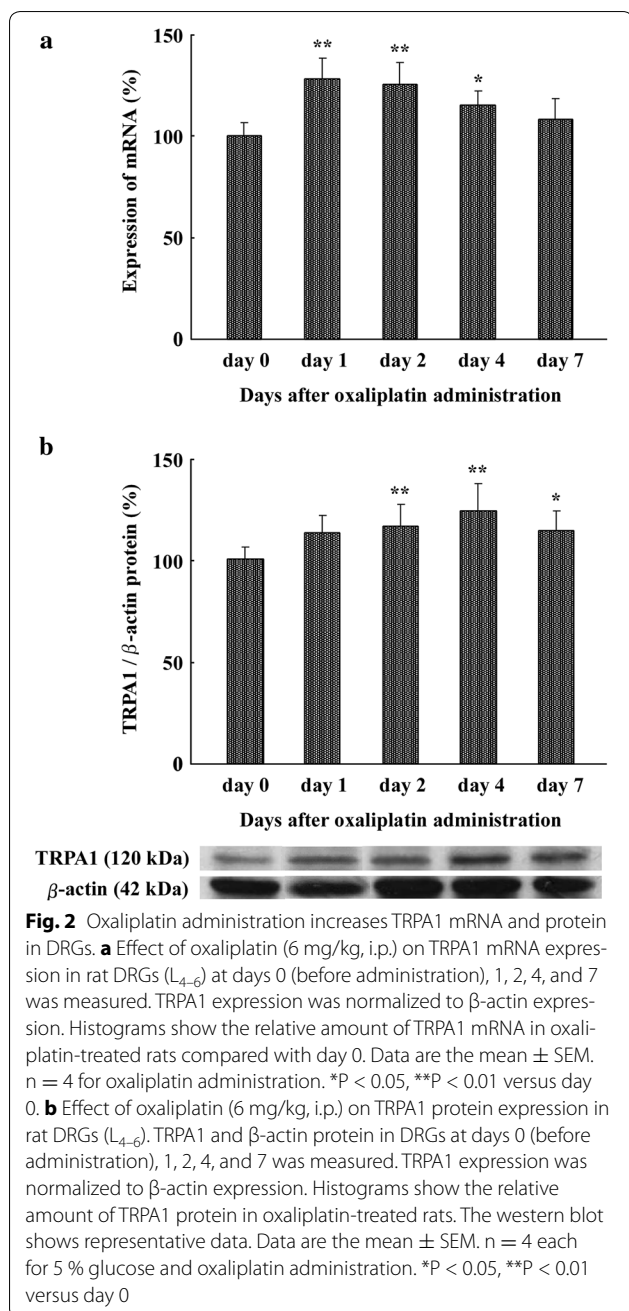 a
Expression of mRNA (%)
150
100
50
0
** ** *
day 0 day 1 day 2 day 4 day 7
Days after oxaliplatin administration
b
TRPA1 / β-actin protein (%)
150
100
50
0
** ** *
day 0 day 1 day 2 day 4 day 7
Days after oxaliplatin administration
TRPA1 (120 kDa)
β-actin (42 kDa)
Fig. 2 Oxaliplatin administration increases TRPA1 mRNA and protein
in DRGs. a Effect of oxaliplatin (6 mg/kg, i.p.) on TRPA1 mRNA expres-
sion in rat DRGs (L4–6) at days 0 (before administration), 1, 2, 4, and 7
was measured. TRPA1 expression was normalized to β-actin expres-
sion. Histograms show the relative amount of TRPA1 mRNA in oxali-
platin-treated rats compared with day 0. Data are the mean ± SEM.
n = 4 for oxaliplatin administration. *P < 0.05, **P < 0.01 versus day
0. b Effect of oxaliplatin (6 mg/kg, i.p.) on TRPA1 protein expression in
rat DRGs (L4–6). TRPA1 and β-actin protein in DRGs at days 0 (before
administration), 1, 2, 4, and 7 was measured. TRPA1 expression was
normalized to β-actin expression. Histograms show the relative
amount of TRPA1 protein in oxaliplatin-treated rats. The western blot
shows representative data. Data are the mean ± SEM. n = 4 each
for 5 % glucose and oxaliplatin administration. *P < 0.05, **P < 0.01
versus day 0